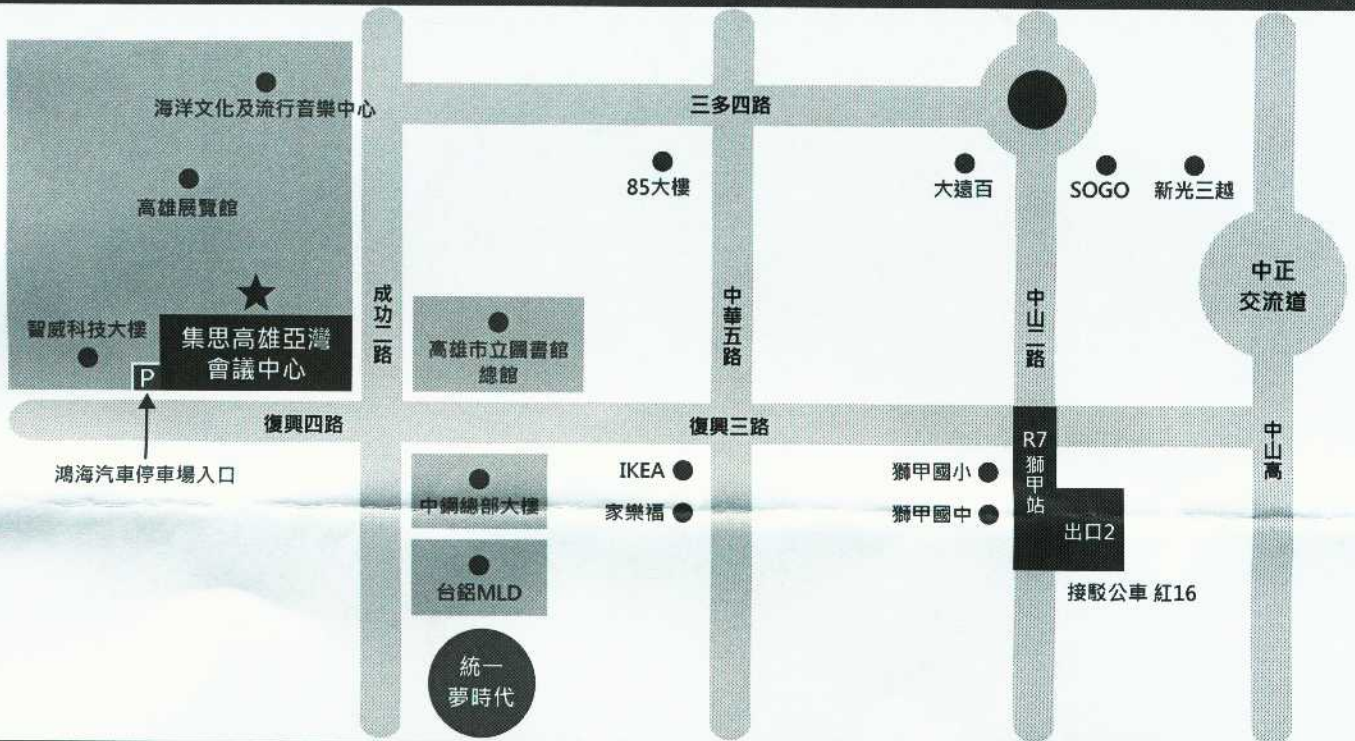 海洋文化及流行音樂中心
高雄展覽館
智威科技大樓
P
集思高雄亞灣
會議中心
鴻海汽車停車場入口
復興四路
成功二路
三多四路
85大樓
大遠百
SOGO
新光三越
中正
交流道
高雄市立圖書館
總館
中華五路
中山二路
復興三路
中鋼總部大樓
台鋁MLD
統一
夢時代
IKEA
家樂福
獅甲國小
獅甲國中
R7
獅甲站
出口2
接駁公車 紅16
中山高